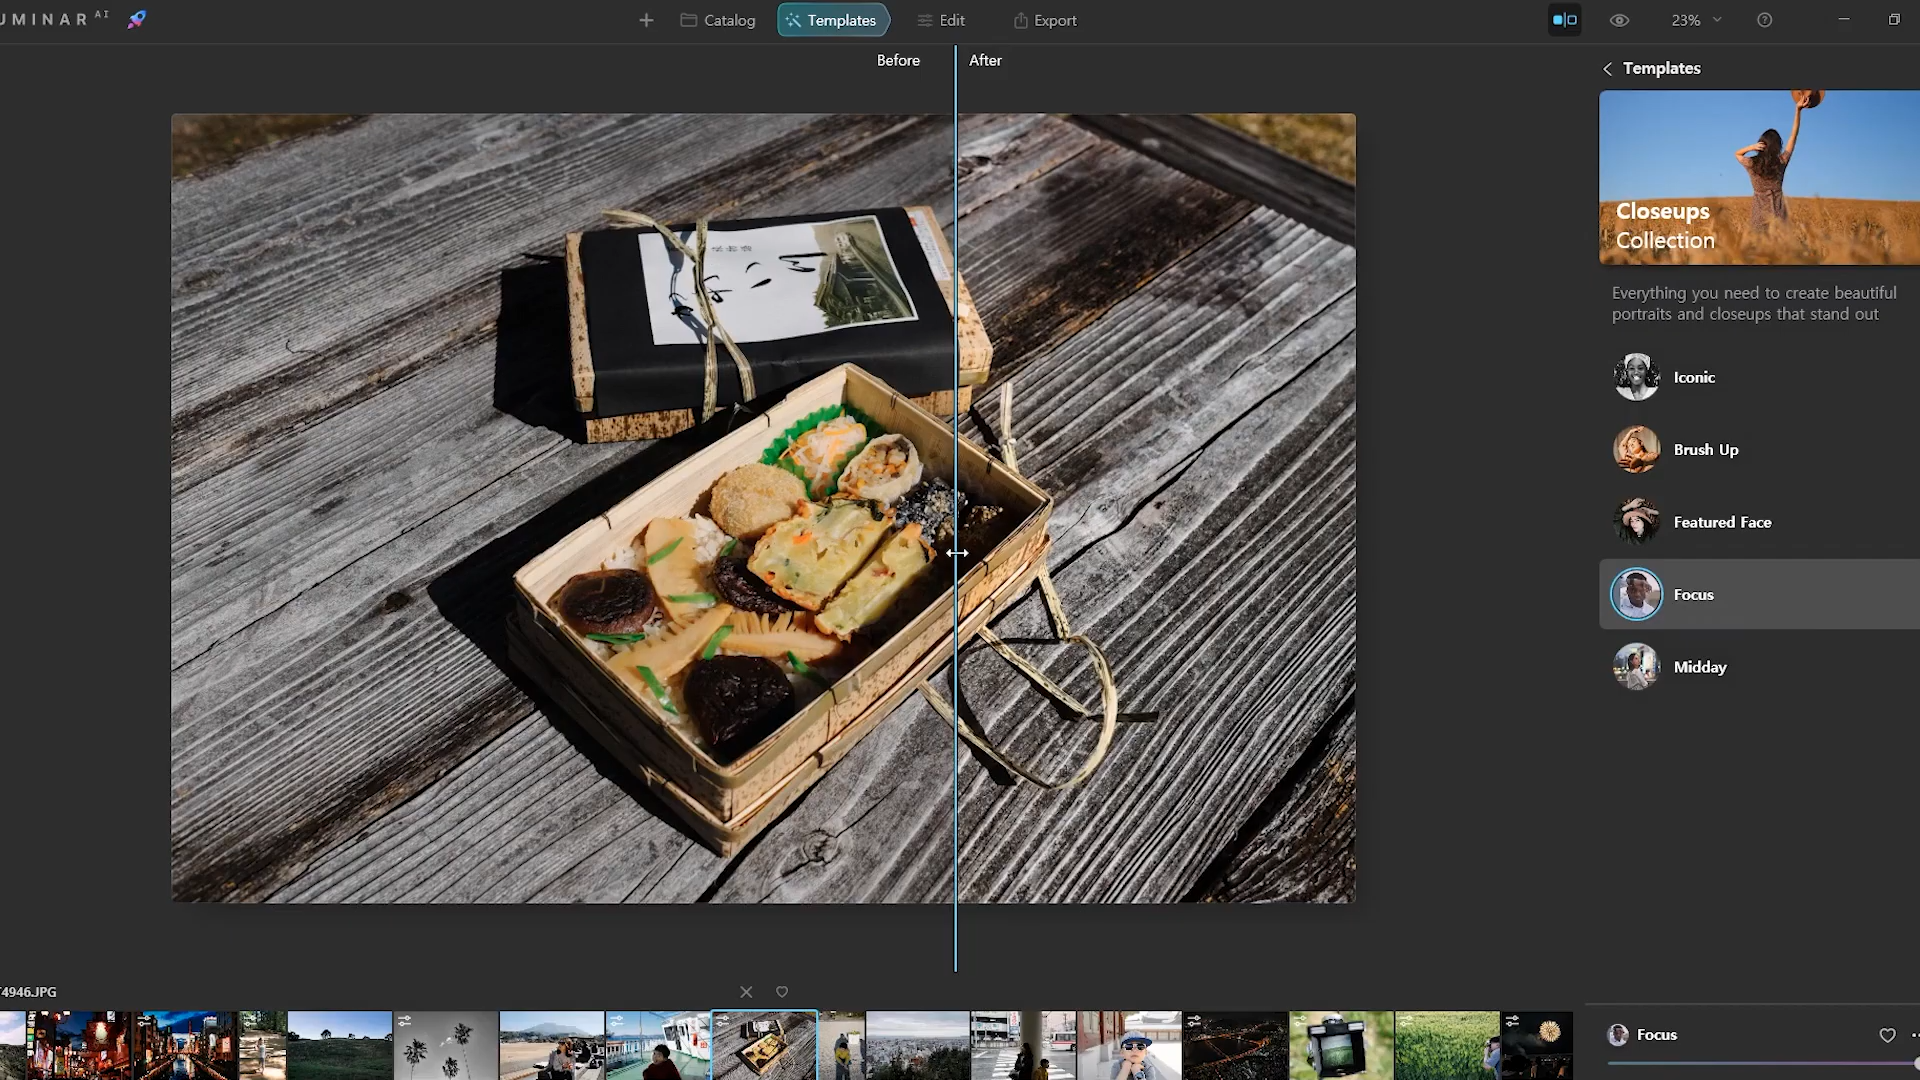 UMINAR AI
Catalog
Templates
Edit
Export
23%
Before
After
Templates
Closeups
Collection
Everything you need to create beautiful
portraits and closeups that stand out
Iconic
Brush Up
Featured Face
Focus
Midday
4946.JPG
Focus